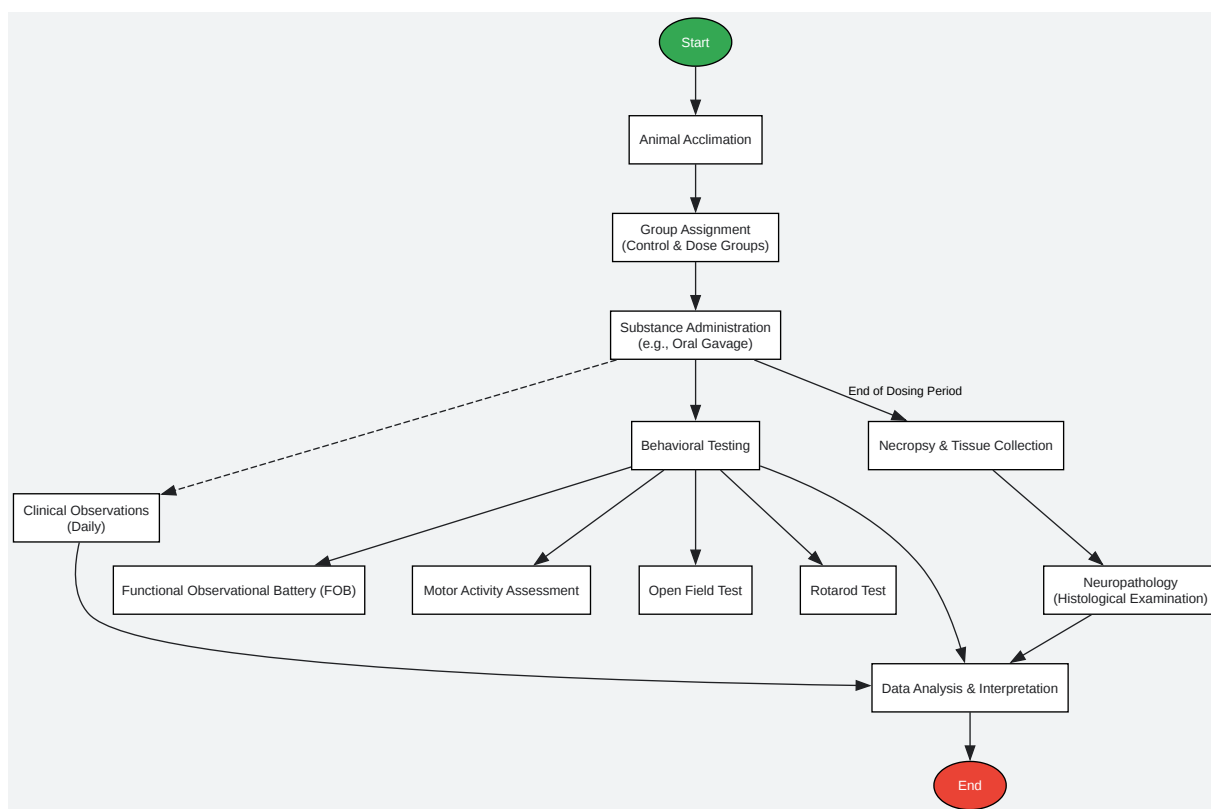 Start
Animal Acclimation
Group Assignment
(Control & Dose Groups)
Substance Administration
(e.g., Oral Gavage)
End of Dosing Period
Behavioral Testing
Necropsy & Tissue Collection
Clinical Observations
(Daily)
Functional Observational Battery (FOB)
Motor Activity Assessment
Open Field Test
Rotarod Test
Neuropathology
(Histological Examination)
Data Analysis & Interpretation
End